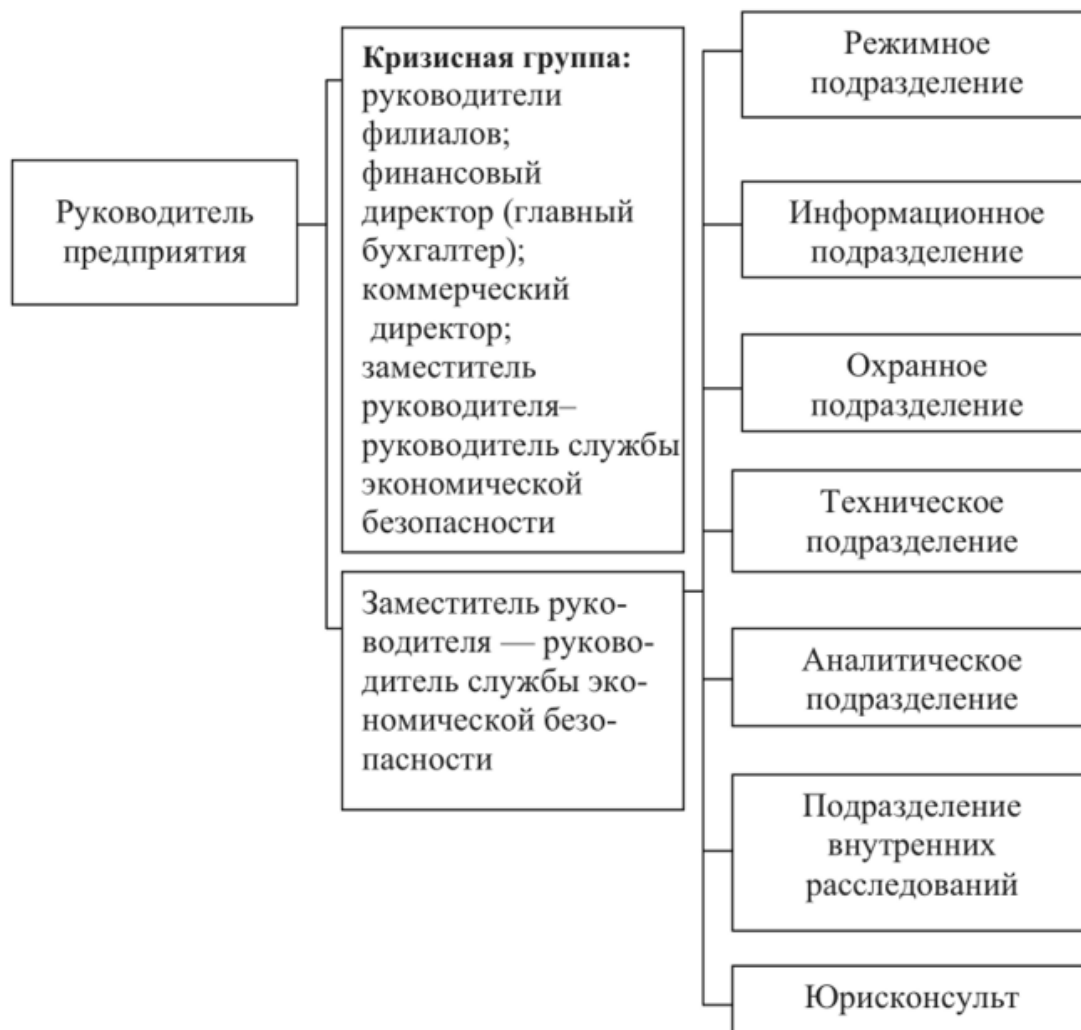 Руководитель
предприятия
Кризисная группа:
руководители
филиалов;
финансовый
директор (главный
бухгалтер);
коммерческий
директор;
заместитель
руководителя–
руководитель службы
экономической
безопасности
Заместитель руко-
водителя — руково-
дитель службы эко-
номической безо-
пасности
Режимное
подразделение
Информационное
подразделение
Охранное
подразделение
Техническое
подразделение
Аналитическое
подразделение
Подразделение
внутренних
расследований
Юрисконсульт